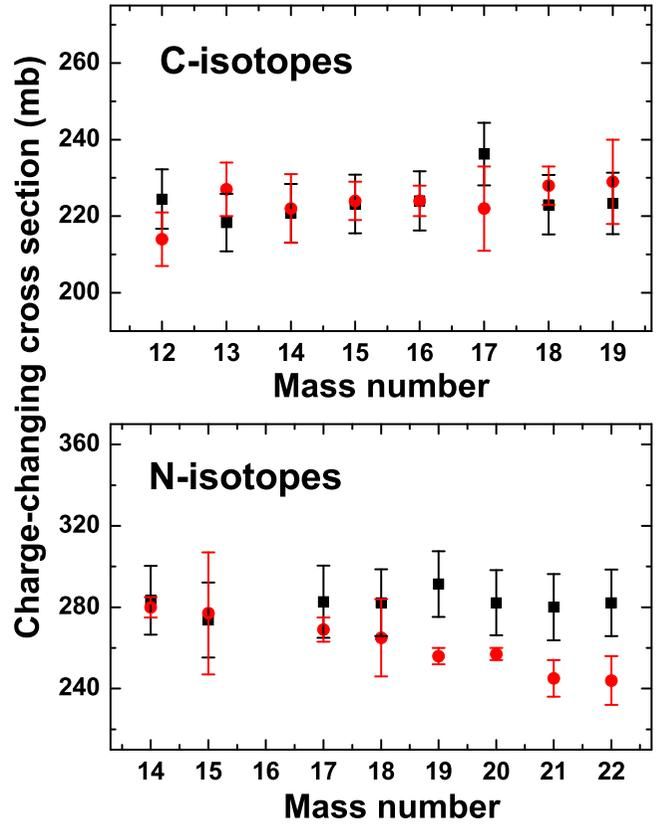 Charge-changing cross section (mb)
C-isotopes
260
240
220
200
12 13 14 15 16 17 18 19
Mass number
N-isotopes
360
320
280
240
14 15 16 17 18 19 20 21 22
Mass number